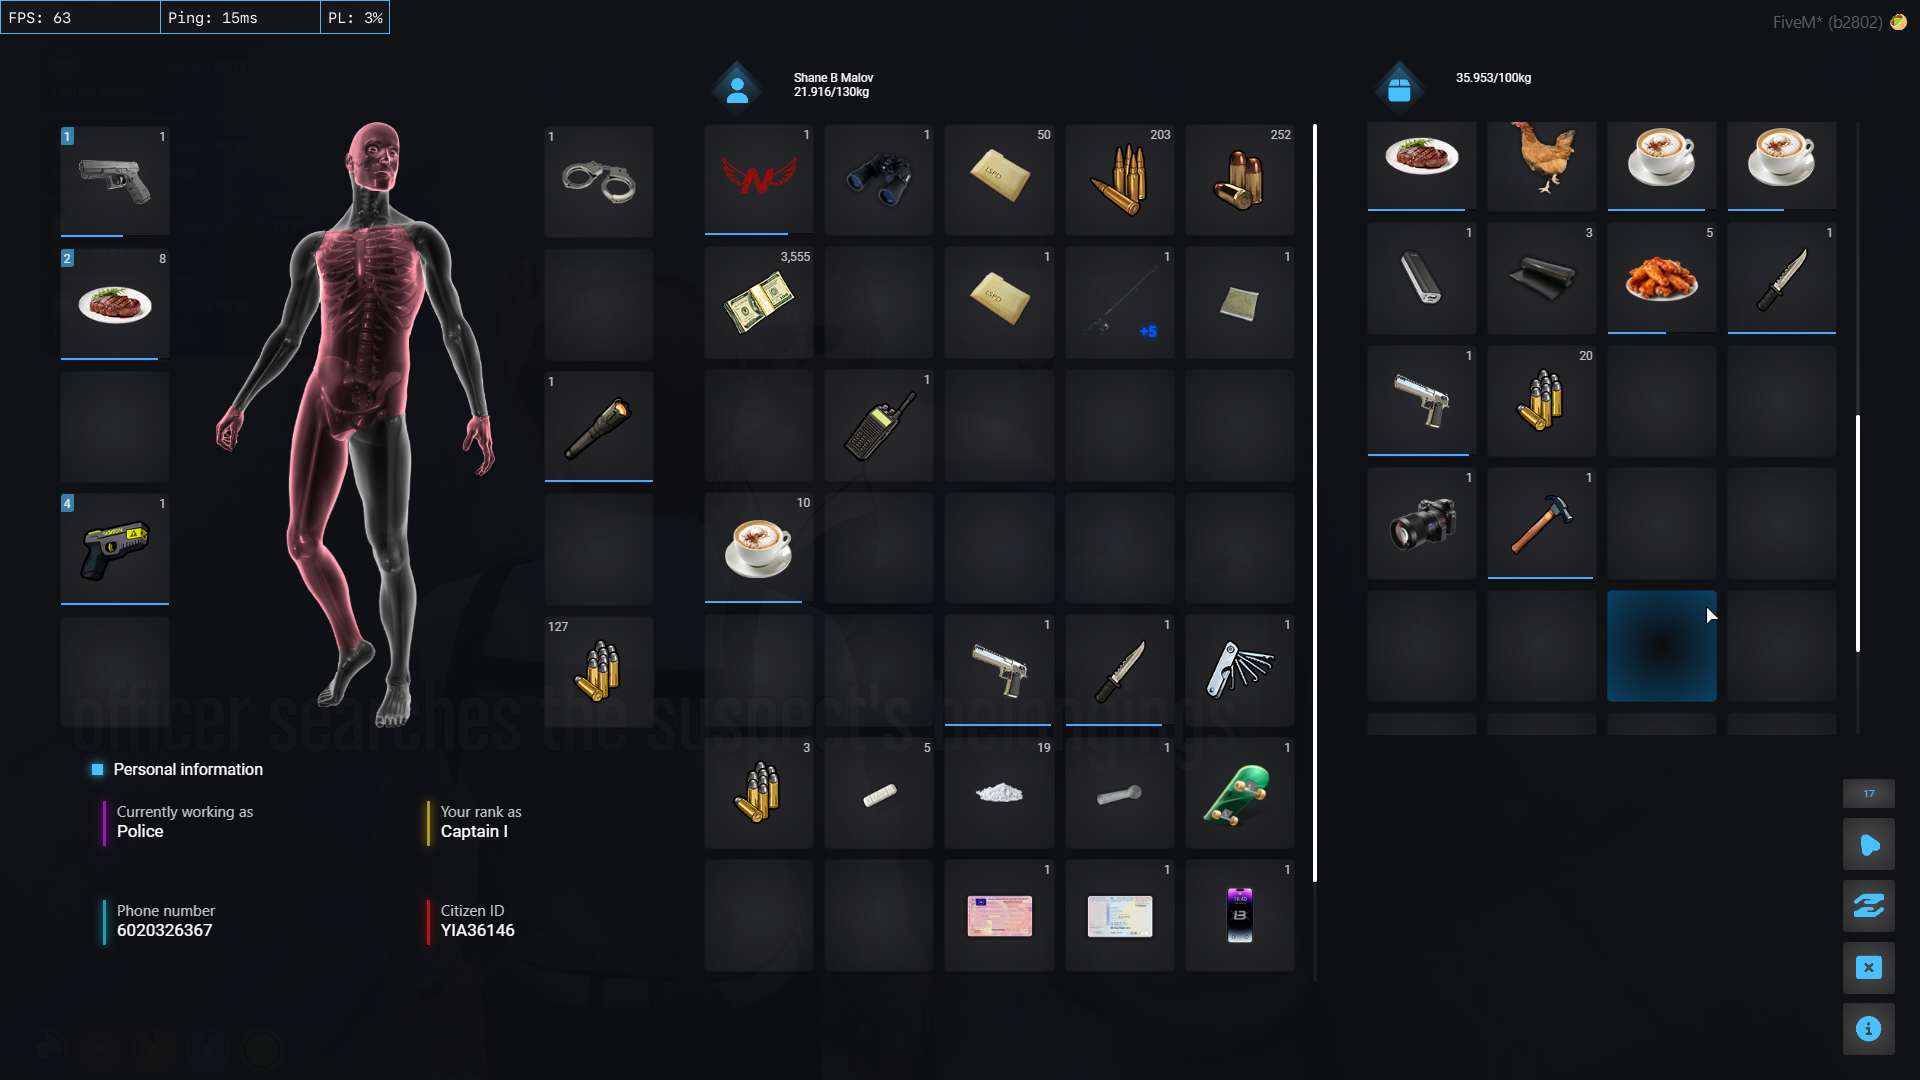 FPS: 63
Ping: 15ms
PL: 3%
FiveM* (b2802)
Shane B Malov
21.916/130kg
35.953/100kg
1 1
1
1
1
50
203
252
2 8
3,555
1
1
+5
1
1
3
5
1
1
1
1
20
4 1
10
1
1
127
1
1
1
officer searches the suspect's belongings
3
5
19
1
1
Personal information
Currently working as
Police
Your rank as
Captain I
17
1
1
1
Phone number
6020326367
Citizen ID
YIA36146